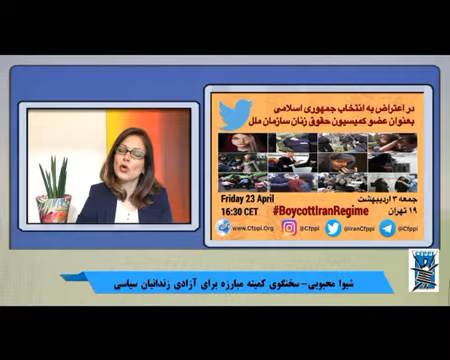 در اعتراض به انتخاب جمهوری اسلامی
بعنوان عضو کمیسیون حقوق زنان سازمان ملل
Friday 23 April
جمعه ۳ اردیبهشت
16:30 CET
#BoycottIranRegime
۱۹ تهران
www.Cfppi.Org
@Cfppi
@IranCfppi
@Cfppi
CFPPI
شیوا محبوبی - سخنگوی کمیته مبارزه برای آزادی زندانیان سیاسی